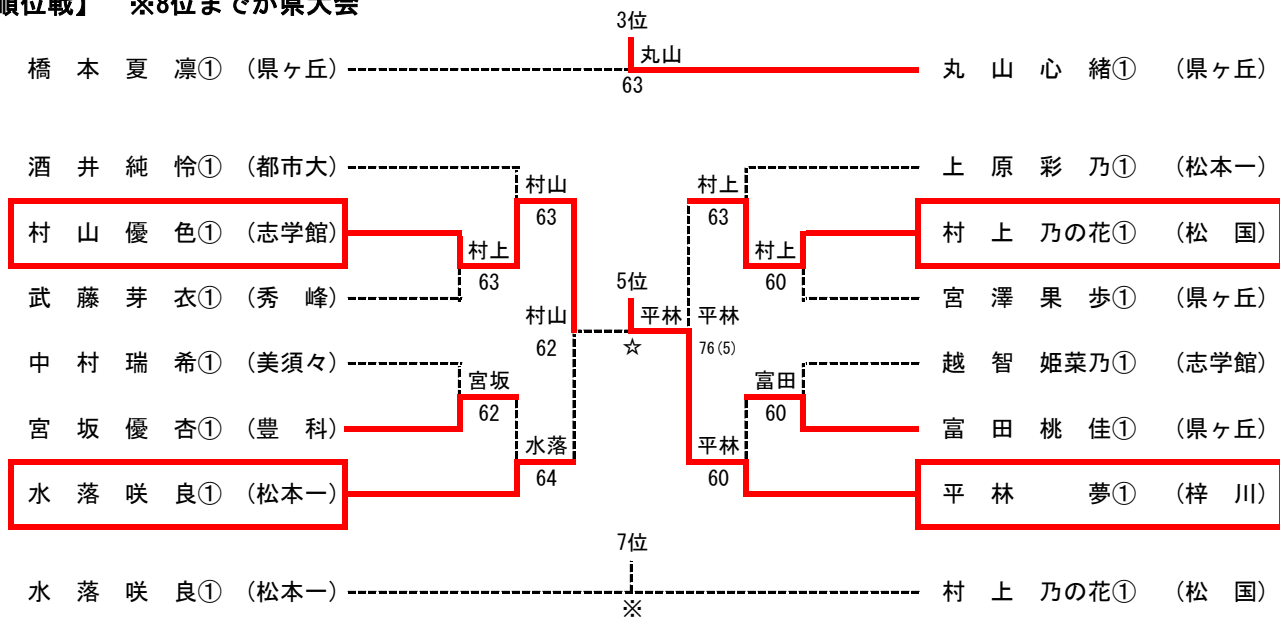 順位戦】　※8位までが県大会
3位
橋　本　夏　凛①　(県ヶ丘)　丸山　丸　山　心　緒①　(県ヶ丘)
63
酒　井　純　怜①　(都市大)　上　原　彩　乃①　(松本一)
村山　村上
63　63
村　山　優　色①　(志学館)　村　上　乃の花①　(松　国)
村上　村上
63　60
武　藤　芽　衣①　(秀　峰)　5位　宮　澤　果　歩①　(県ヶ丘)
村山　平林　平林
62　☆　76(5)
中　村　瑞　希①　(美須々)　越　智　姫菜乃①　(志学館)
宮坂　富田
62　60
宮　坂　優　杏①　(豊　科)　富　田　桃　佳①　(県ヶ丘)
水落　平林
64　60
水　落　咲　良①　(松本一)　平　林　　夢①　(梓　川)
7位
水　落　咲　良①　(松本一)　村　上　乃の花①　(松　国)
※